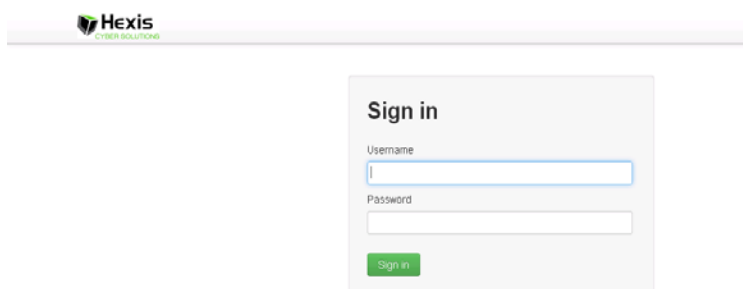 Hexis
CYBER SOLUTIONS
Sign in
Username
Password
Sign in